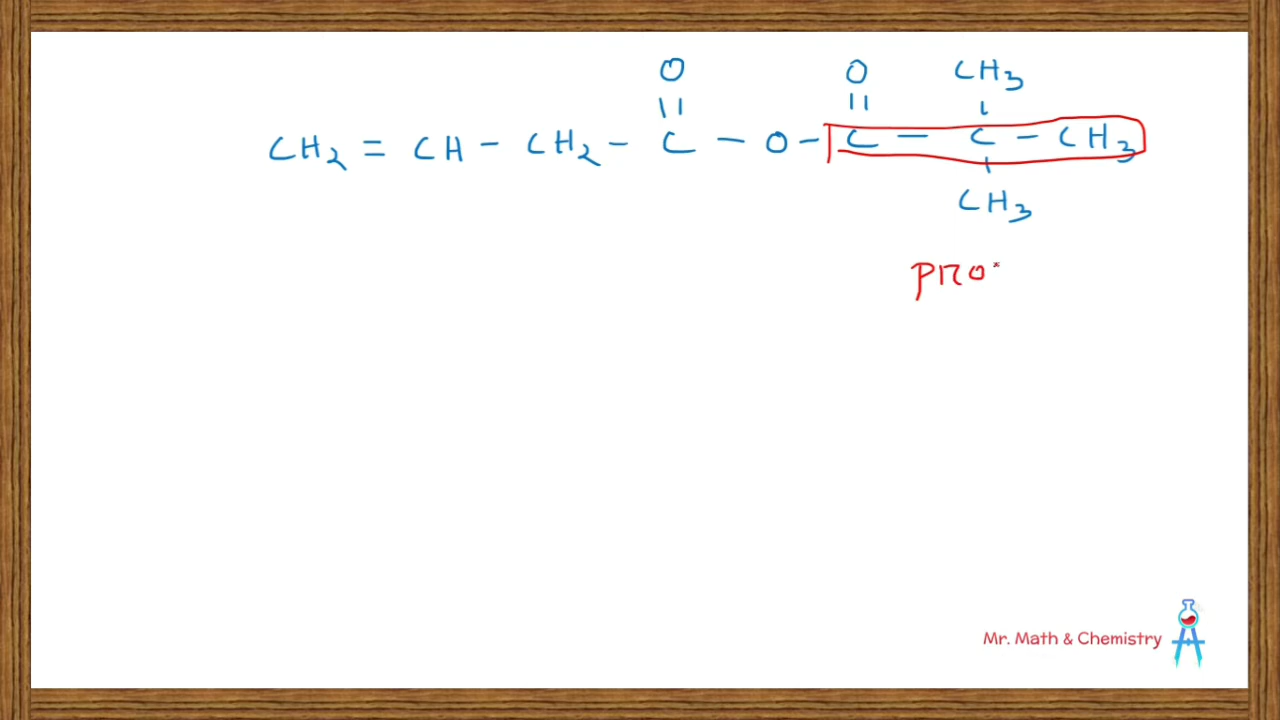 O O CH3
CH2 = CH - CH2 - C - O - C - C - CH3
CH3
pro
Mr. Math & Chemistry